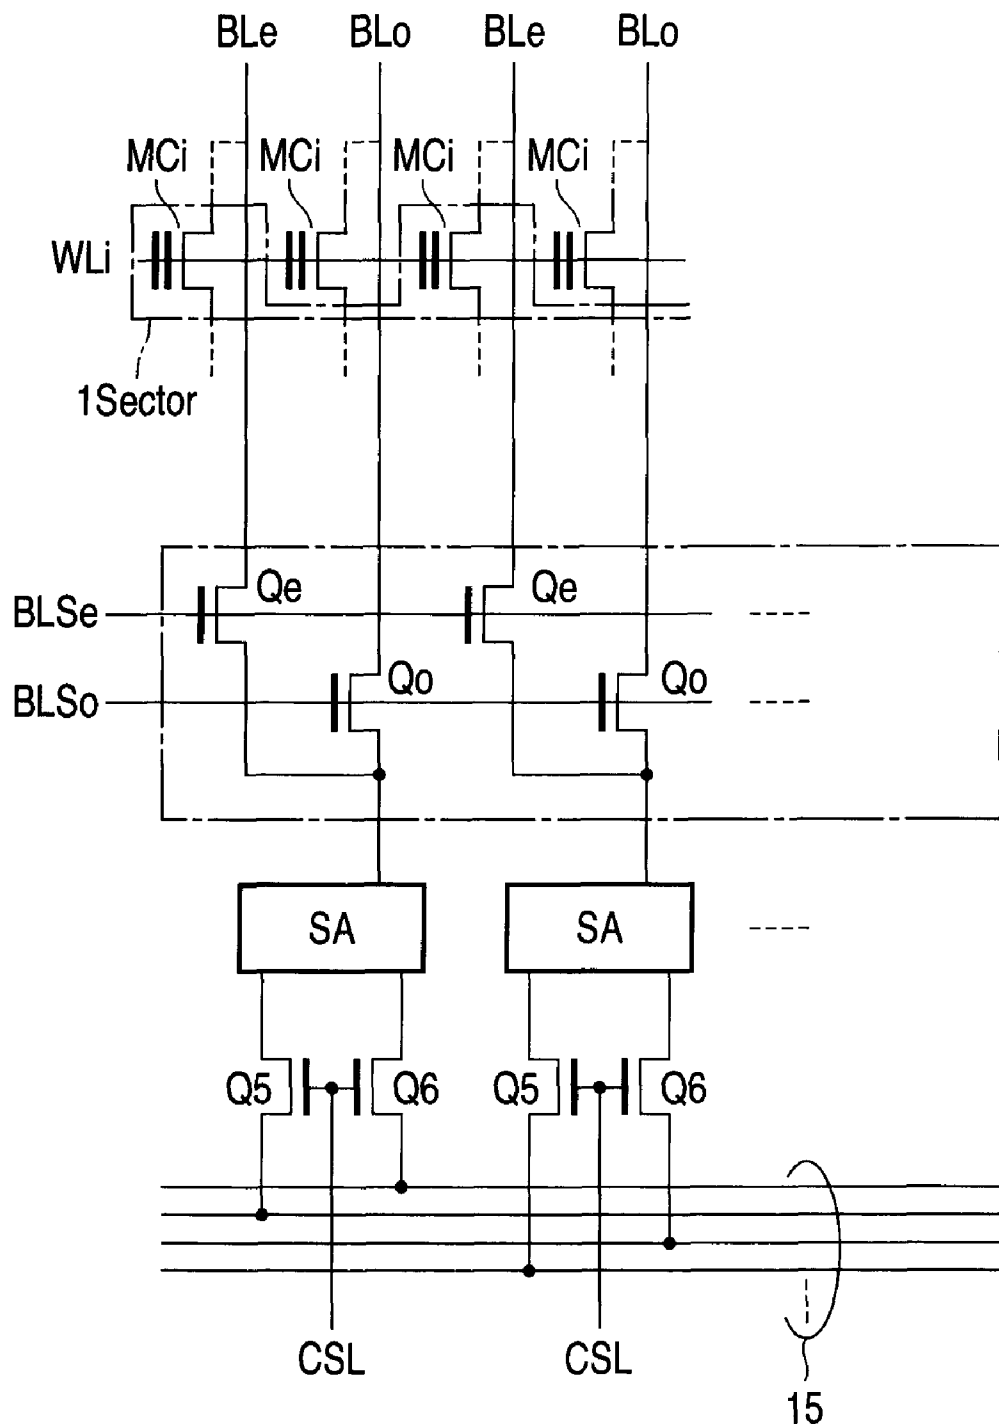 BLe BLo BLe BLo
MCi MCi MCi MCi
WLi
1Sector
Qe Qe
BLSe
Qo Qo
BLSo
SA SA
Q5 Q6 Q5 Q6
CSL CSL
15